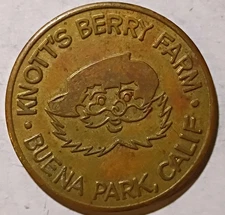 · KNOTT'S BERRY FARM ·
BUENA PARK, CALIF